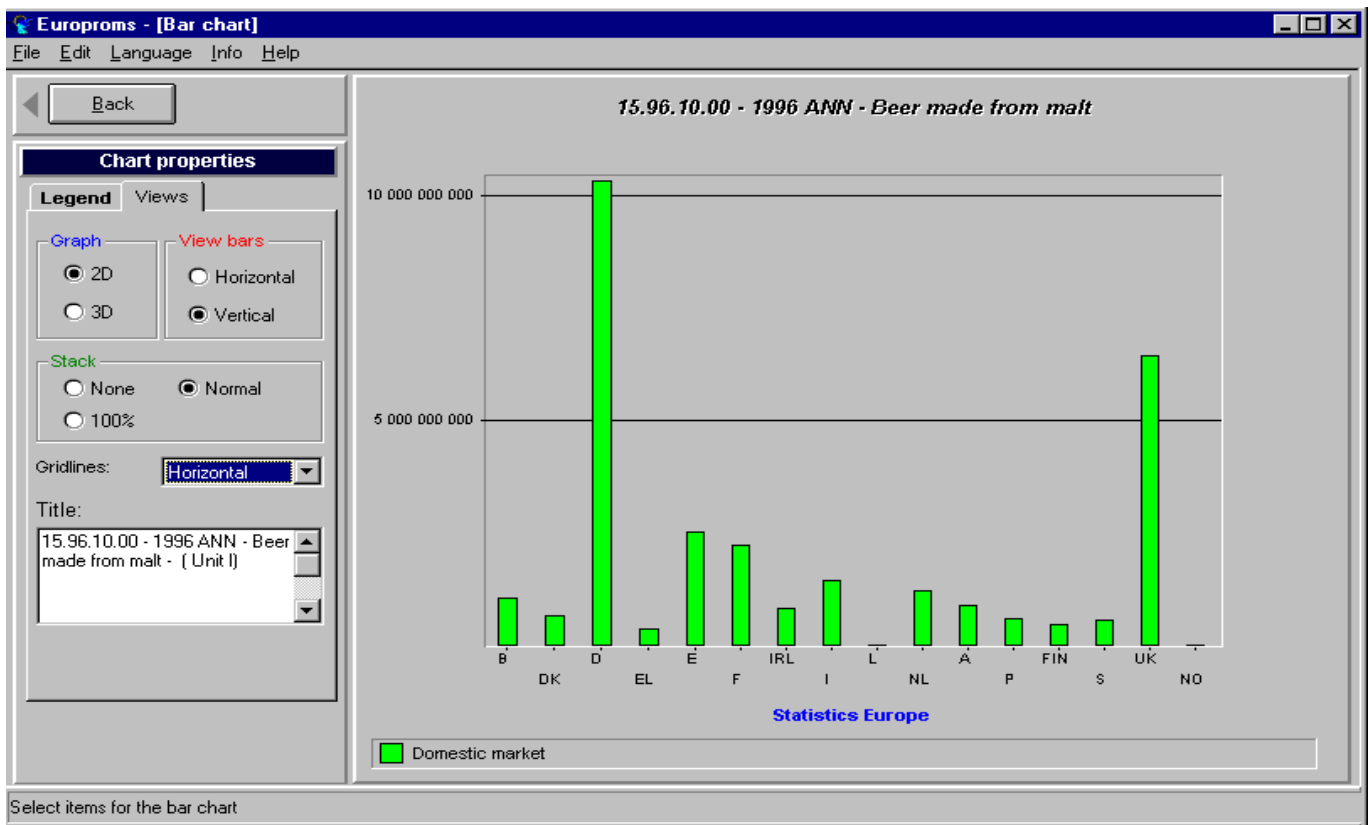 Europroms - [Bar chart]
File Edit Language Info Help
Back
Chart properties
Legend Views
Graph
2D
3D
View bars
Horizontal
Vertical
Stack
None Normal
100%
Gridlines: Horizontal
Title:
15.96.10.00 - 1996 ANN - Beer
made from malt - ( Unit l)
15.96.10.00 - 1996 ANN - Beer made from malt
10 000 000 000
5 000 000 000
B D E IRL L A FIN UK
DK EL F I NL P S NO
Statistics Europe
Domestic market
Select items for the bar chart